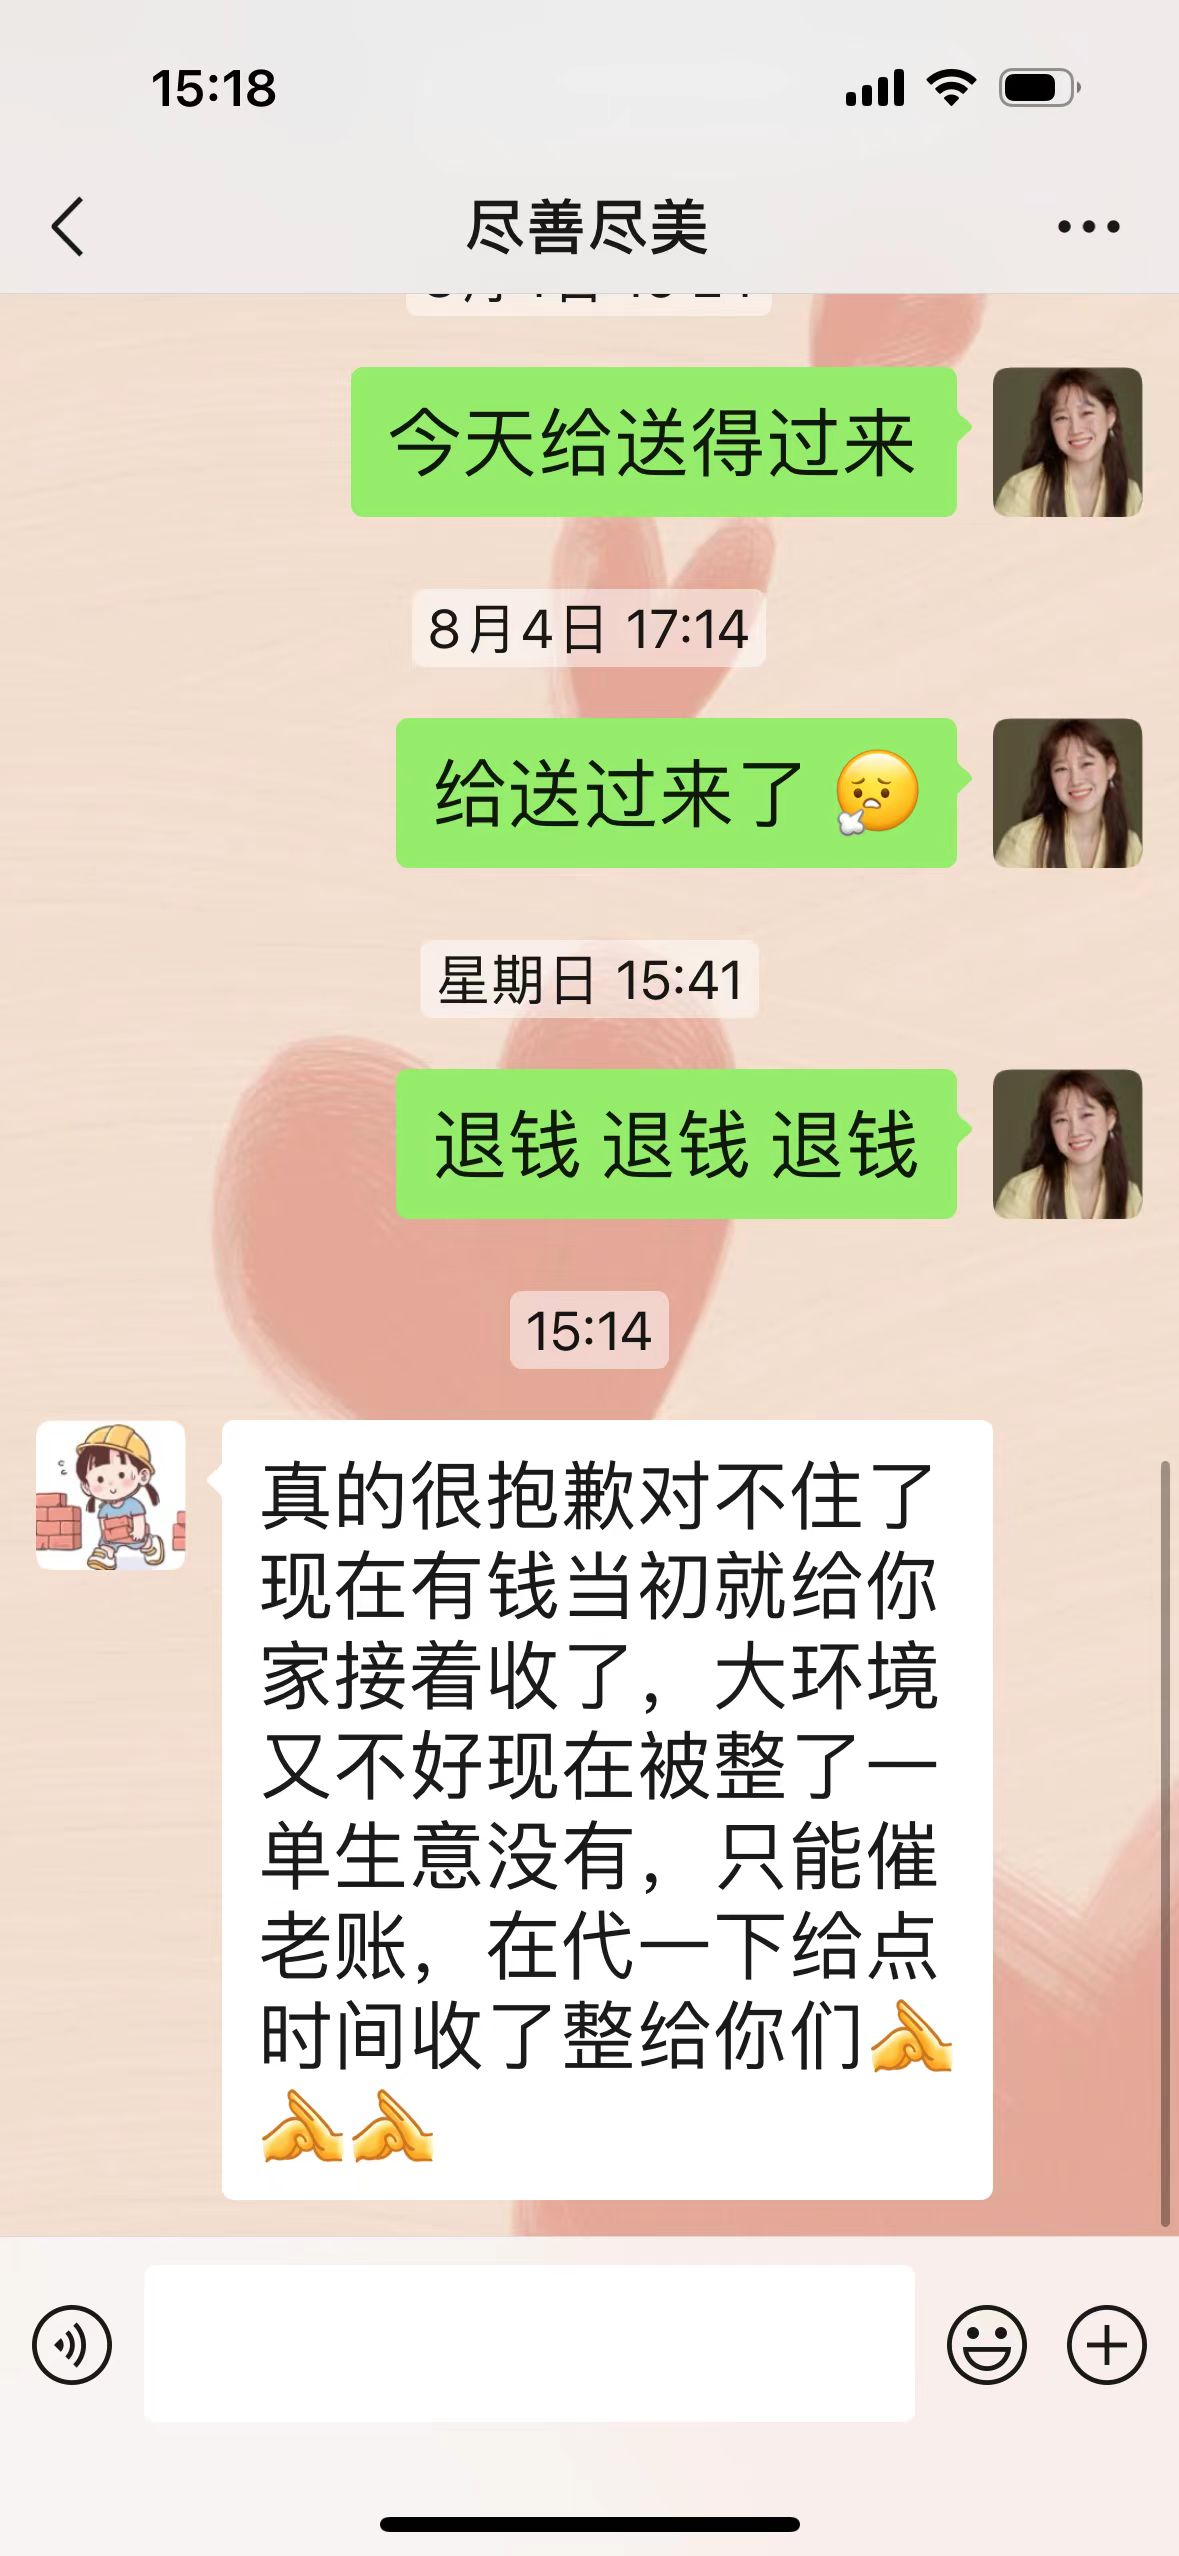 15:18
尽善尽美
今天给送得过来
8月4日 17:14
给送过来了
星期日 15:41
退钱 退钱 退钱
15:14
真的很抱歉对不住了
现在有钱当初就给你
家接着收了，大环境
又不好现在被整了一
单生意没有，只能催
老账，在代一下给点
时间收了整给你们